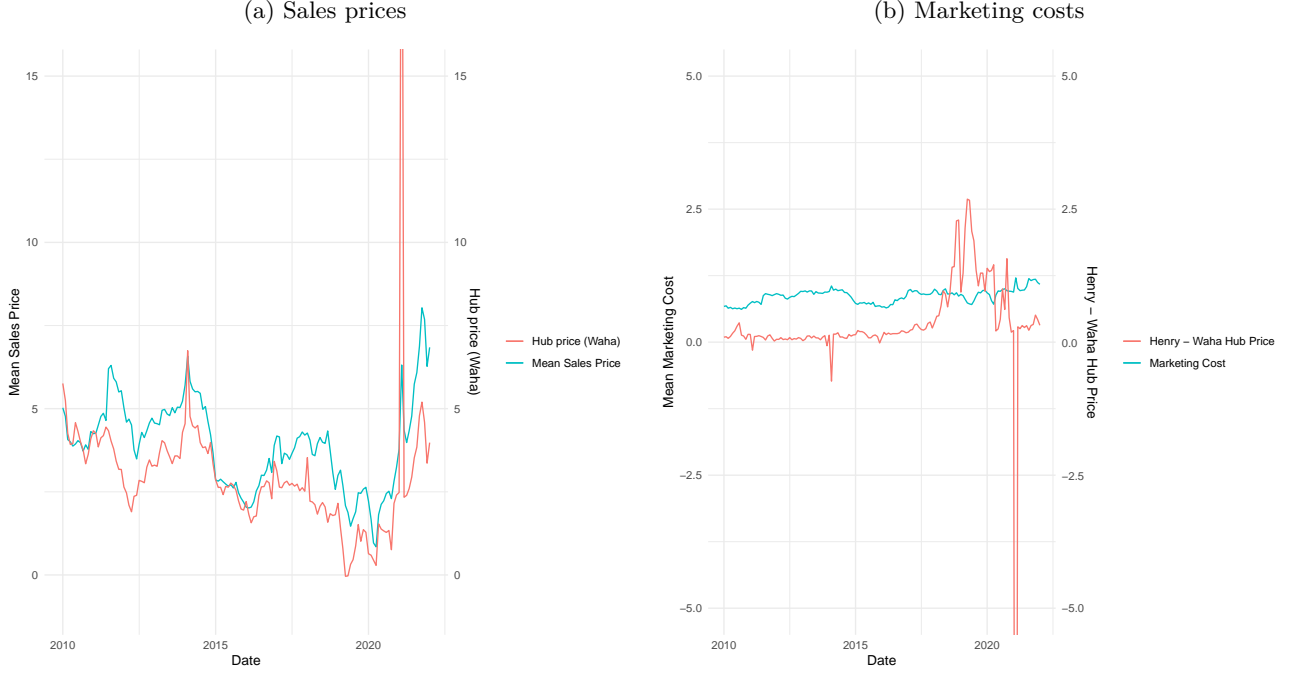 (a) Sales prices
15
10
5
0
15
10
5
0
2010
2015
2020
Mean Sales Price
Hub price (Waha)
Date
Hub price (Waha)
Mean Sales Price
(b) Marketing costs
5.0
2.5
0.0
−2.5
−5.0
5.0
2.5
0.0
−2.5
−5.0
2010
2015
2020
Mean Marketing Cost
Henry − Waha Hub Price
Date
Henry − Waha Hub Price
Marketing Cost